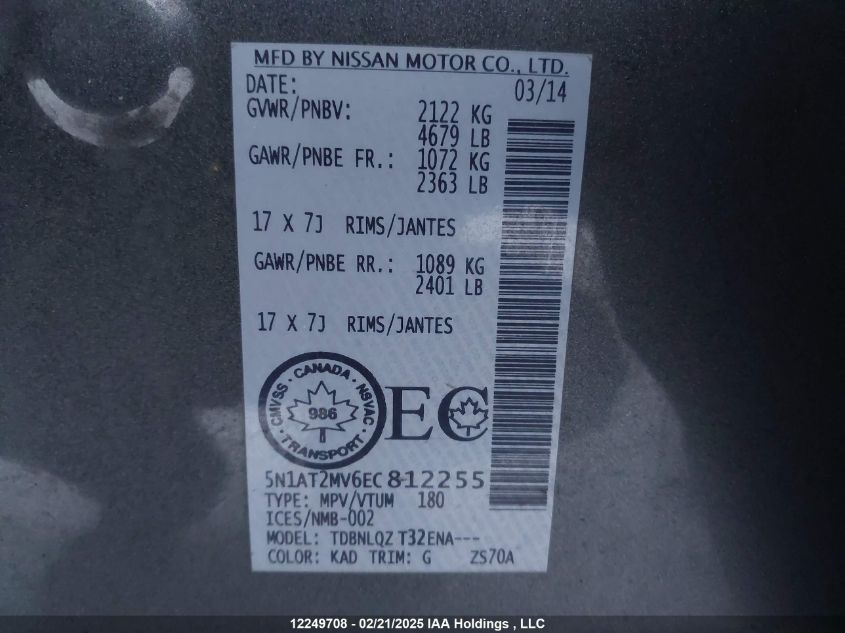 MFD BY NISSAN MOTOR CO., LTD.
DATE: 03/14
GVWR/PNBV: 2122 KG
4679 LB
GAWR/PNBE FR.: 1072 KG
2363 LB
17 X 7J RIMS/JANTES
GAWR/PNBE RR.: 1089 KG
2401 LB
17 X 7J RIMS/JANTES
CMVSS · CANADA · NSVAC · TRANSPORT ·
986
EC
5N1AT2MV6EC812255
TYPE: MPV/VTUM 180
ICES/NMB-002
MODEL: TDBNLQZ T32ENA---
COLOR: KAD TRIM: G ZS70A
12249708 - 02/21/2025 IAA Holdings , LLC